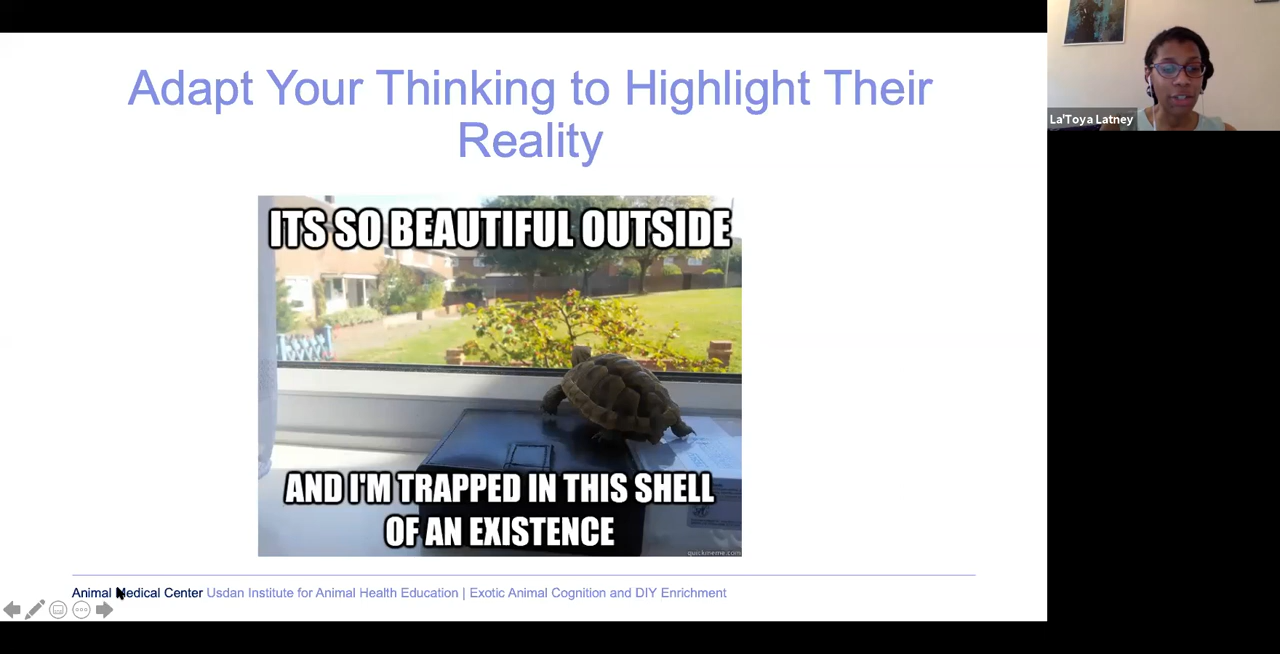 Adapt Your Thinking to Highlight Their
Reality
La'Toya Latney
ITS SO BEAUTIFUL OUTSIDE
AND I'M TRAPPED IN THIS SHELL
OF AN EXISTENCE
quickmeme.com
Animal Medical Center Usdan Institute for Animal Health Education | Exotic Animal Cognition and DIY Enrichment